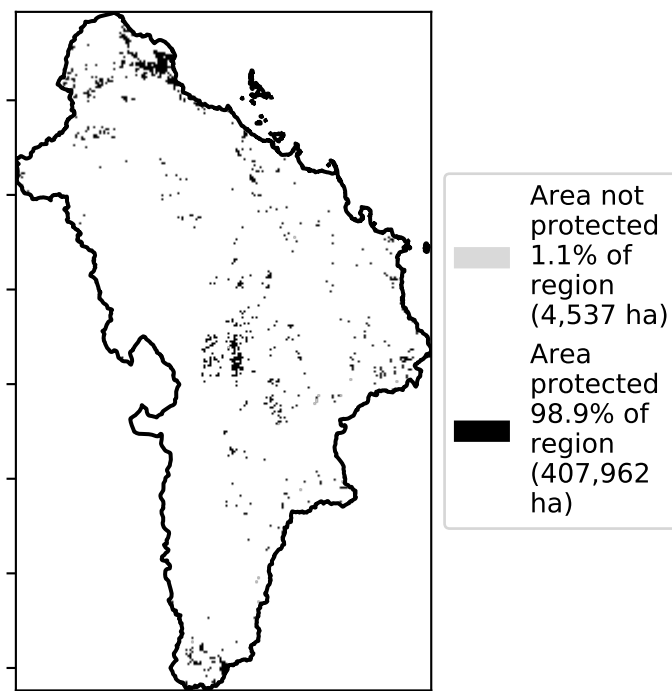 Area not
protected
1.1% of
region
(4,537 ha)
Area
protected
98.9% of
region
(407,962
ha)